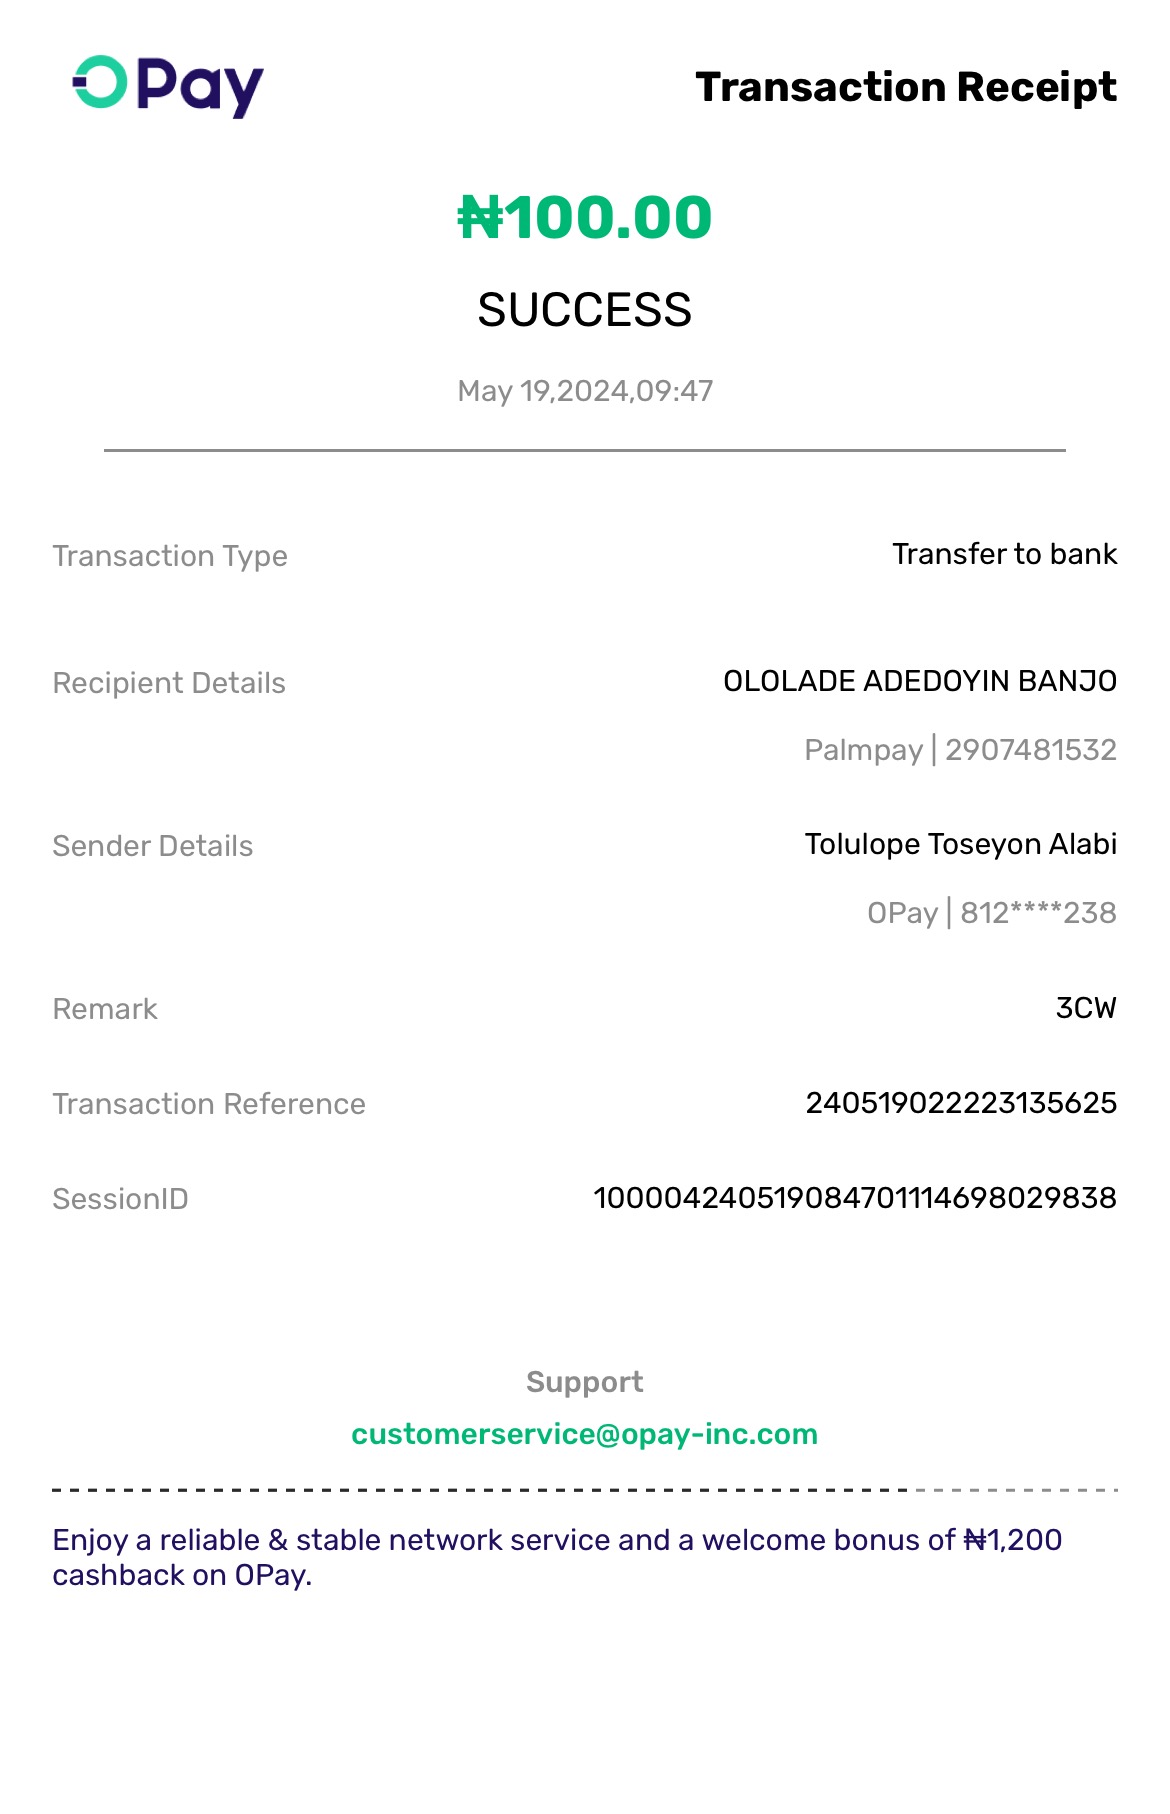 OPay
Transaction Receipt
₦100.00
SUCCESS
May 19,2024,09:47
Transaction Type
Transfer to bank
Recipient Details
OLOLADE ADEDOYIN BANJO
Palmpay | 2907481532
Sender Details
Tolulope Toseyon Alabi
OPay | 812****238
Remark
3CW
Transaction Reference
240519022223135625
SessionID
100004240519084701114698029838
Support
customerservice@opay-inc.com
Enjoy a reliable & stable network service and a welcome bonus of ₦1,200
cashback on OPay.